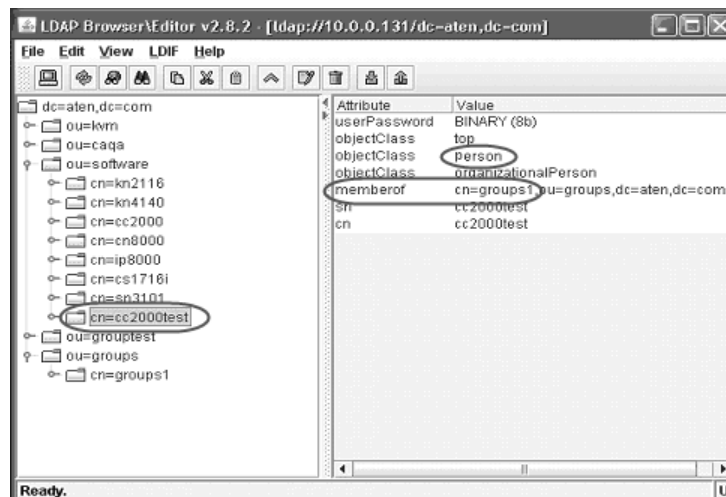 LDAP Browser\Editor v2.8.2 - [ldap://10.0.0.131/dc=aten,dc=com]
File Edit View LDIF Help
dc=aten,dc=com
ou=kvm
ou=caqa
ou=software
cn=kn2116
cn=kn4140
cn=cc2000
cn=cn8000
cn=ip8000
cn=cs1716i
cn=sn3101
cn=cc2000test
ou=grouptest
ou=groups
cn=groups1
Attribute Value
userPassword BINARY (8b)
objectClass top
objectClass person
objectClass organizationalPerson
memberof cn=groups1,ou=groups,dc=aten,dc=com
sn cc2000test
cn cc2000test
Ready.